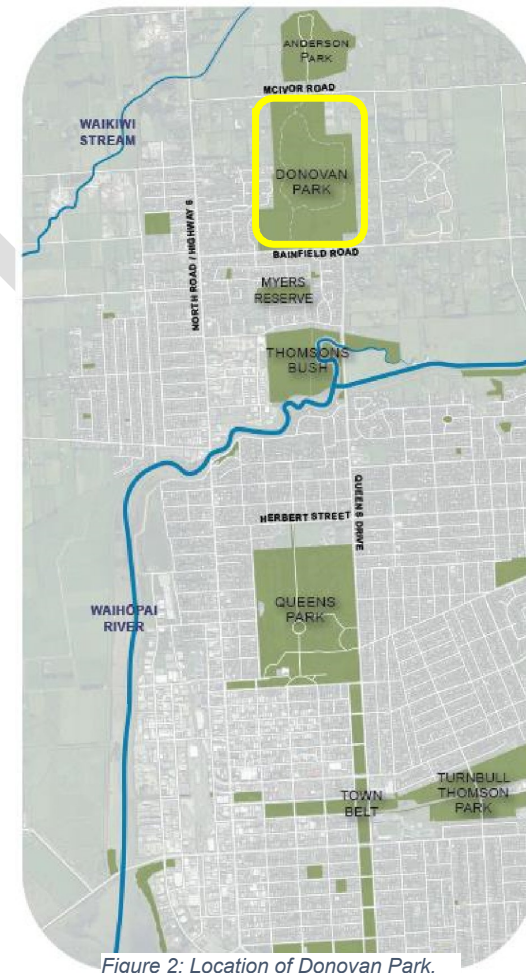 ANDERSON
PARK
MCIVOR ROAD
WAIKIWI
STREAM
DONOVAN
PARK
NORTH ROAD / HIGHWAY 6
BAINFIELD ROAD
MYERS
RESERVE
THOMSONS
BUSH
QUEENS DRIVE
HERBERT STREET
QUEENS
PARK
WAIHŌPAI
RIVER
TURNBULL
THOMSON
PARK
TOWN
BELT
Figure 2: Location of Donovan Park.